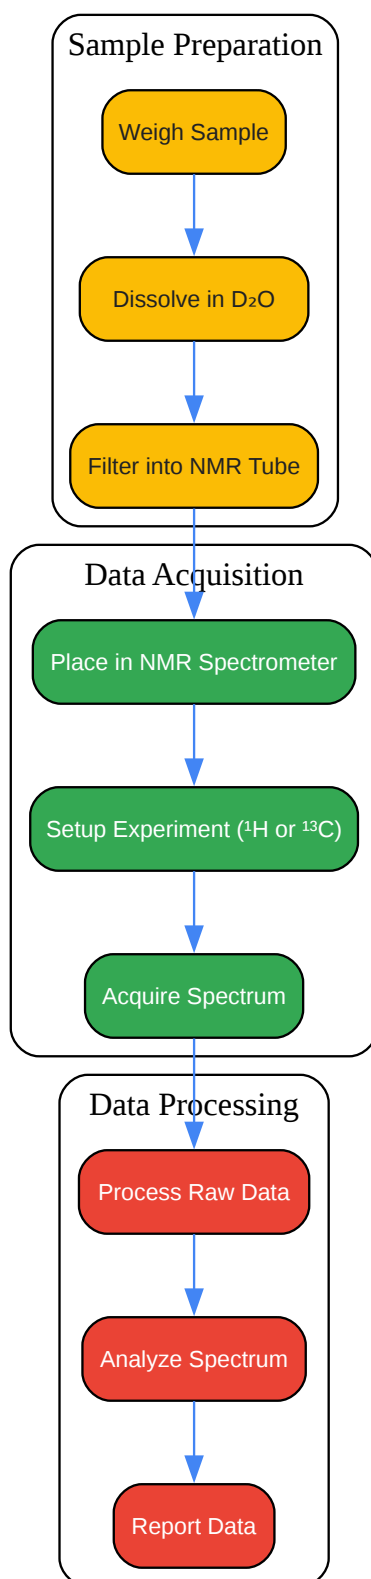 Sample Preparation
Weigh Sample
Dissolve in D₂O
Filter into NMR Tube
Data Acquisition
Place in NMR Spectrometer
Setup Experiment (¹H or ¹³C)
Acquire Spectrum
Data Processing
Process Raw Data
Analyze Spectrum
Report Data